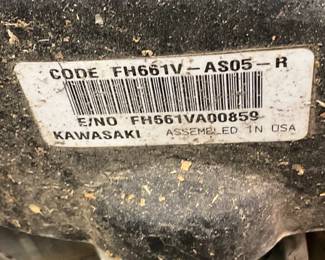 CODE FH661V-AS05-R
E/NO FH661VA00859
KAWASAKI ASSEMBLED IN USA